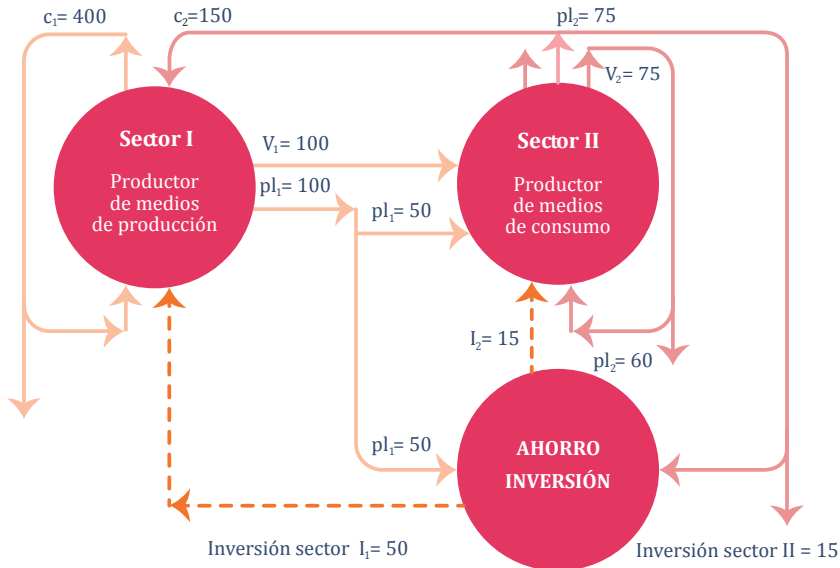 c₁= 400
c₂=150
pl₂= 75
V₂= 75
Sector I
Productor
de medios
de producción
V₁= 100
pl₁= 100
pl₁= 50
Sector II
Productor
de medios
de consumo
I₂= 15
pl₂= 60
pl₁= 50
AHORRO
INVERSIÓN
Inversión sector I₁= 50
Inversión sector II = 15